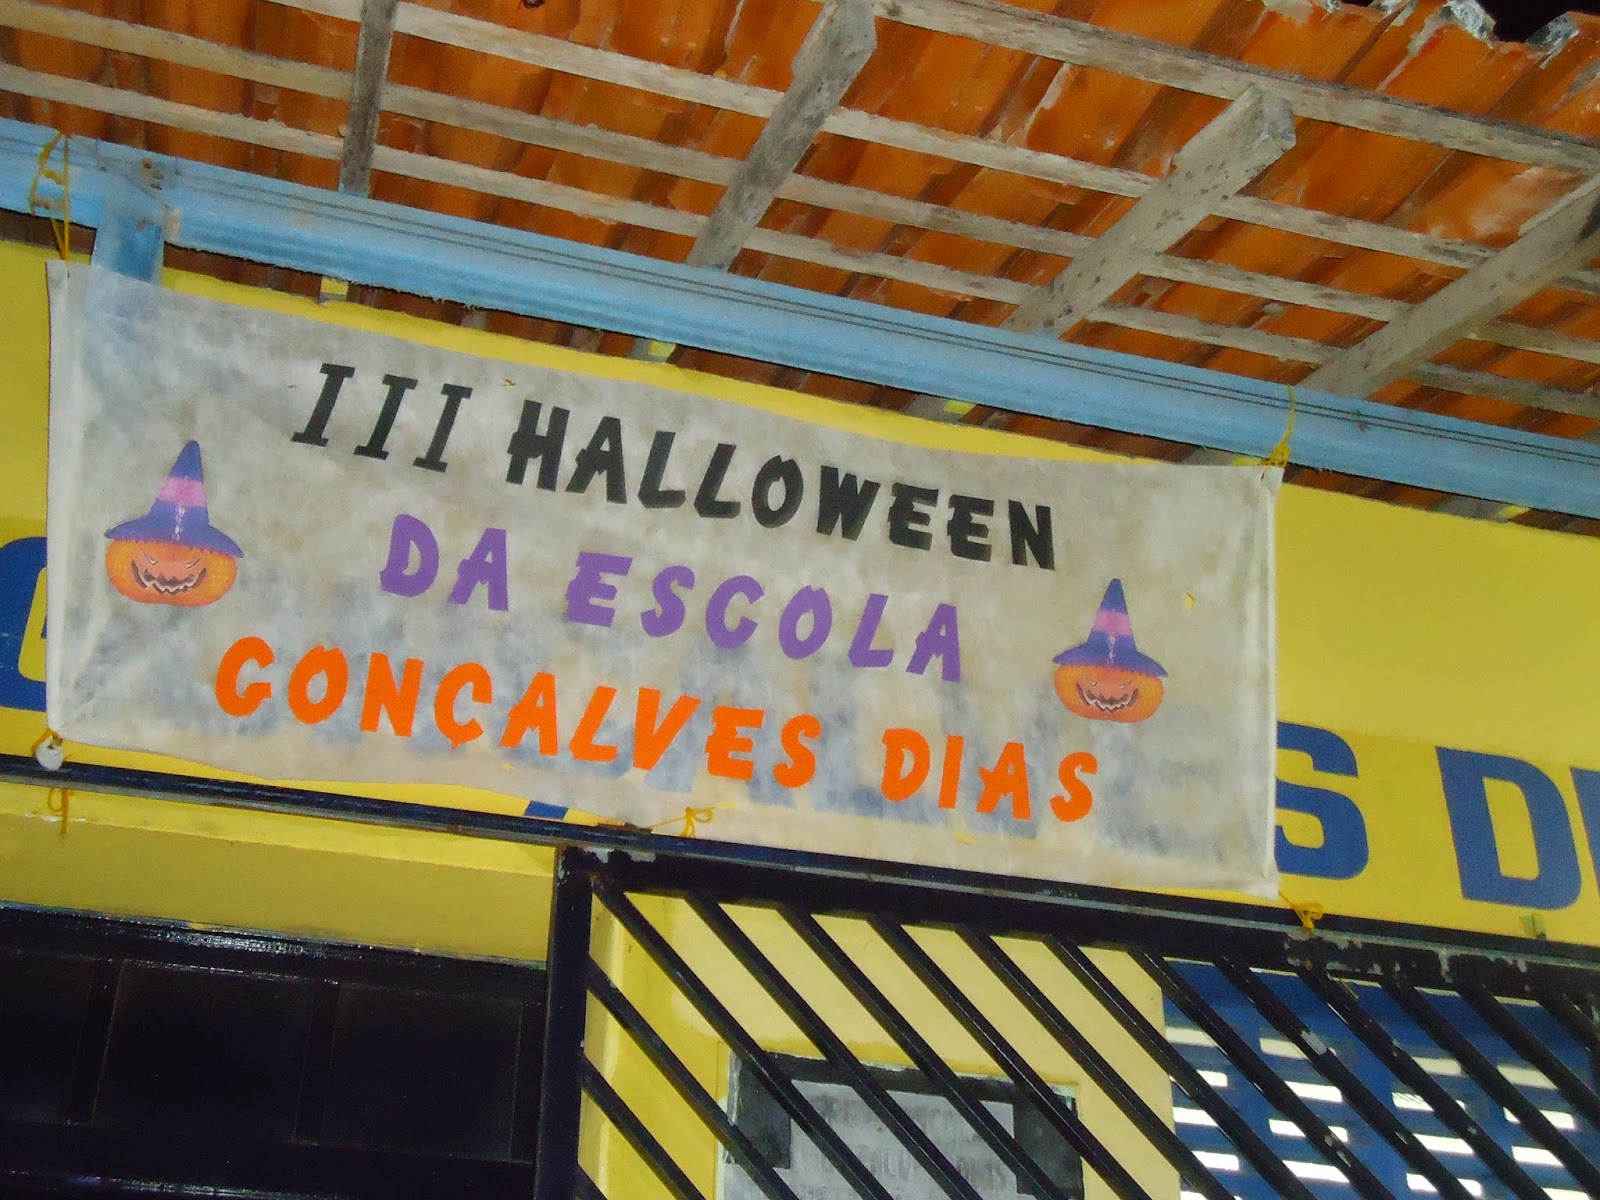 III HALLOWEEN
DA ESCOLA
GONÇALVES DIAS
S D